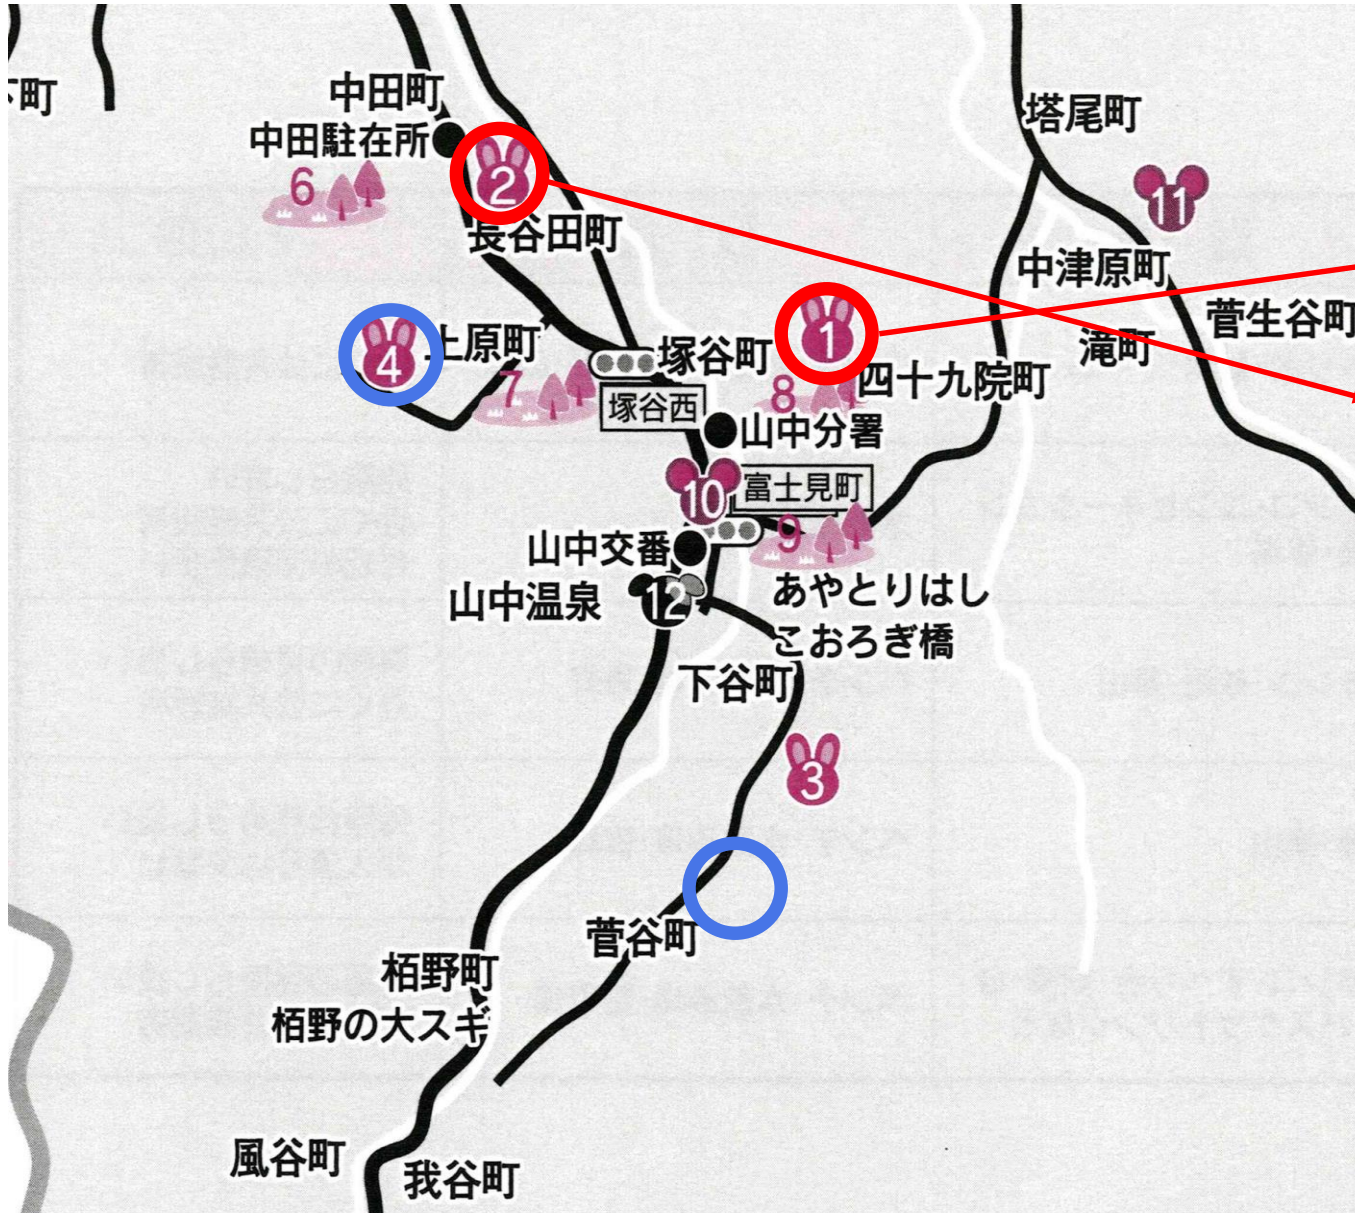 中田町
中田駐在所
町
塔尾町
6
2
11
長谷田町
中津原町
菅生谷町
4
上原町
塚谷町
1
滝町
7
8
四十九院町
塚谷西
山中分署
10
富士見町
9
山中交番
山中温泉
12
あやとりはし
こおろぎ橋
下谷町
3
菅谷町
栢野町
栢野の大スギ
風谷町
我谷町